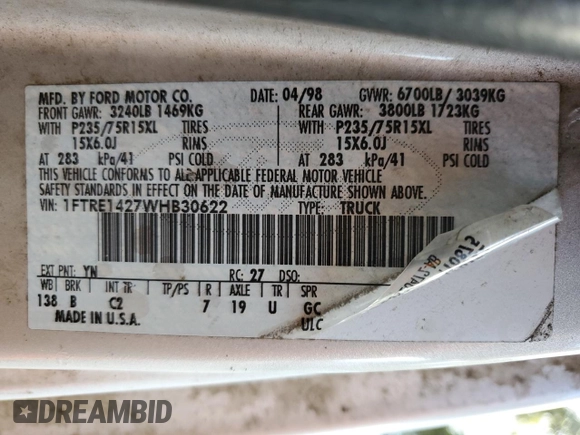 MFD. BY FORD MOTOR CO. DATE: 04/98 GVWR: 6700LB/ 3039KG
FRONT GAWR: 3240LB 1469KG REAR GAWR: 3800LB 1723KG
WITH P235/75R15XL TIRES WITH P235/75R15XL TIRES
15X6.0J RIMS 15X6.0J RIMS
AT 283 kPa/41 PSI COLD AT 283 kPa/41 PSI COLD
THIS VEHICLE CONFORMS TO ALL APPLICABLE FEDERAL MOTOR VEHICLE
SAFETY STANDARDS IN EFFECT ON THE DATE OF MANUFACTURE SHOWN ABOVE.
VIN: 1FTRE1427WHB30622 TYPE: TRUCK
EXT PNT: YN RC: 27 DSO:
WB BRK INT TR TP/PS R AXLE TR SPR
138 B C2 7 19 U GC
MADE IN U.S.A. ULC
DREAMBID